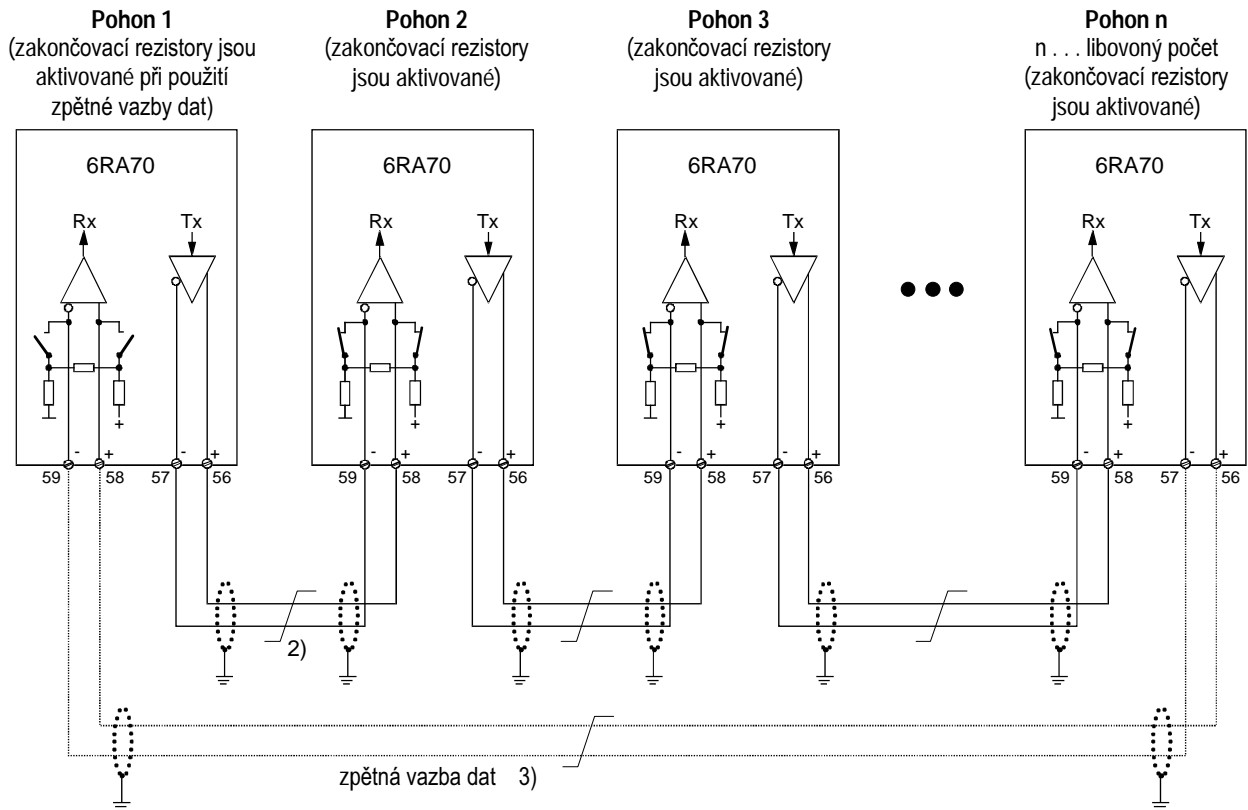 Pohon 1
(zakončovací rezistory jsou
aktivované při použití
zpětné vazby dat)
Pohon 2
(zakončovací rezistory
jsou aktivované)
Pohon 3
(zakončovací rezistory
jsou aktivované)
Pohon n
n . . . libovoný počet
(zakončovací rezistory
jsou aktivované)
6RA70
6RA70
6RA70
6RA70
Rx Tx
Rx Tx
Rx Tx
Rx Tx
+
+
+
+
- + - +
- + - +
- + - +
- + - +
59 58 57 56
59 58 57 56
59 58 57 56
59 58 57 56
2)
zpětná vazba dat 3)